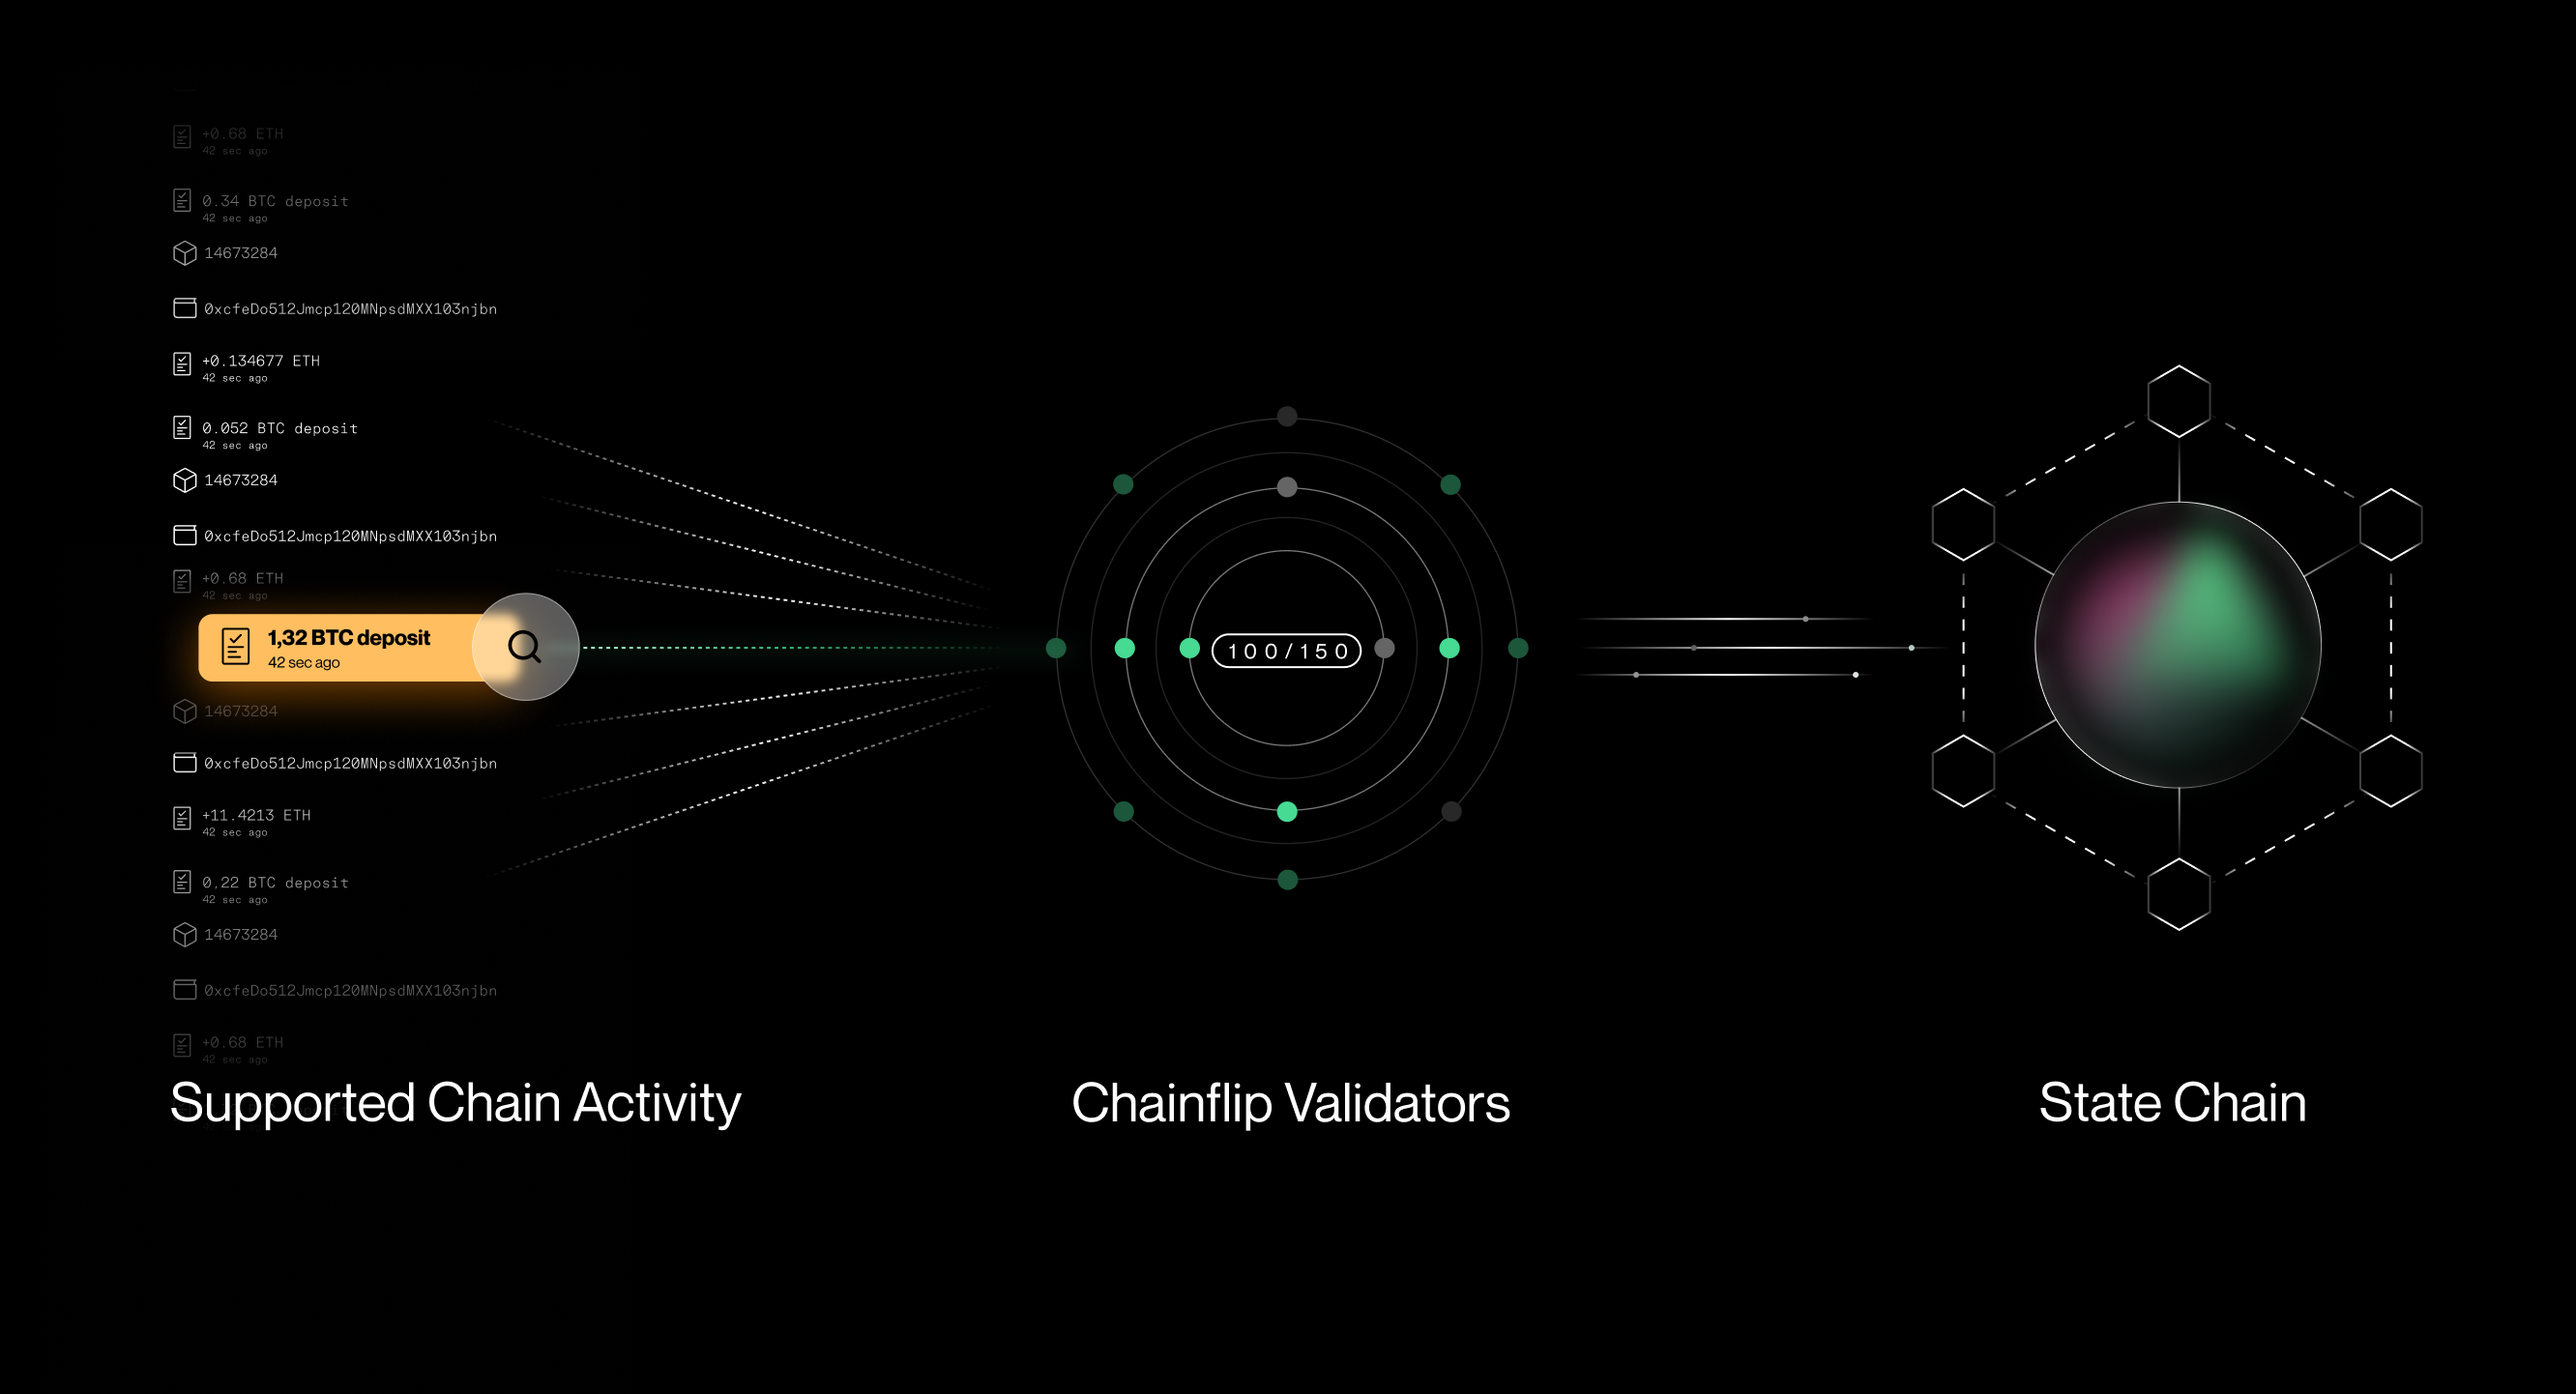 +0.68 ETH
42 sec ago
0.34 BTC deposit
42 sec ago
14673284
0xcfeDo512Jmcp120MNpsdMXX103njbn
+0.134677 ETH
42 sec ago
0.052 BTC deposit
42 sec ago
14673284
0xcfeDo512Jmcp120MNpsdMXX103njbn
+0.68 ETH
42 sec ago
1,32 BTC deposit
42 sec ago
14673284
0xcfeDo512Jmcp120MNpsdMXX103njbn
+11.4213 ETH
42 sec ago
0,22 BTC deposit
42 sec ago
14673284
0xcfeDo512Jmcp120MNpsdMXX103njbn
+0.68 ETH
42 sec ago
Supported Chain Activity
100/150
Chainflip Validators
State Chain